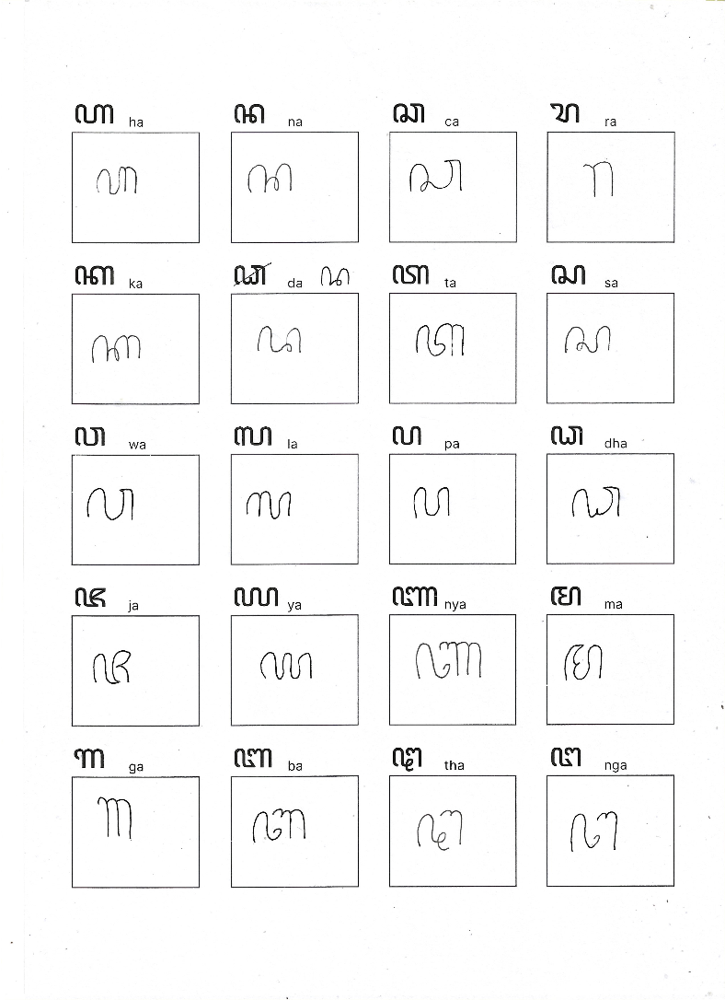 ꦲ ha ꦤ na ꦕ ca ꦫ ra
ꦲ ꦤ ꦕ ꦫ
ꦏ ka da ꦢ ꦠ ta ꦱ sa
ꦏ ꦢ ꦠ ꦱ
ꦮ wa ꦭ la ꦥ pa ꦝ dha
ꦮ ꦭ ꦥ ꦝ
ꦗ ja ꦪ ya ꦚ nya ꦩ ma
ꦗ ꦪ ꦚ ꦩ
ꦒ ga ꦧ ba ꦛ tha ꦔ nga
ꦒ ꦧ ꦛ ꦔ